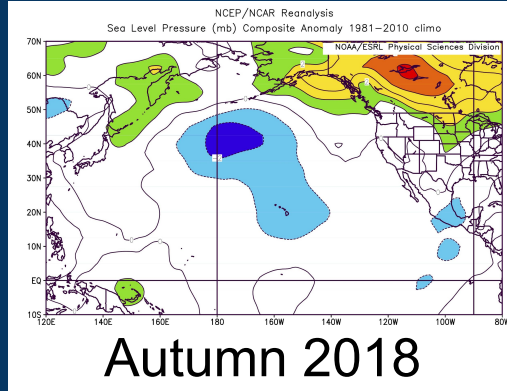 NCEP/NCAR Reanalysis
Sea Level Pressure (mb) Composite Anomaly 1981−2010 climo
NOAA/ESRL Physical Sciences Division
70N
60N
50N
40N
30N
20N
10N
EQ
10S
120E 140E 160E 180 160W 140W 120W 100W 80W
Autumn 2018